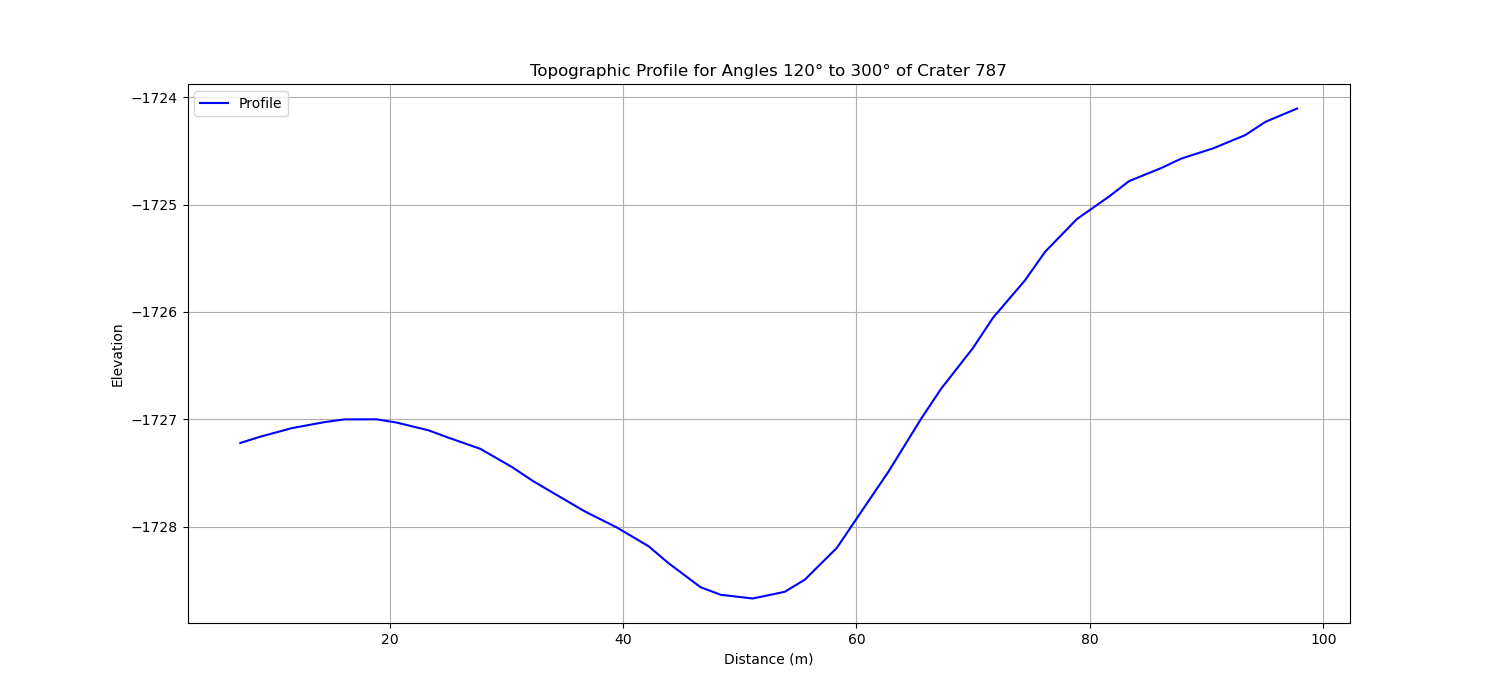 Topographic Profile for Angles 120° to 300° of Crater 787
Profile
−1724
−1725
−1726
−1727
−1728
Elevation
20
40
60
80
100
Distance (m)